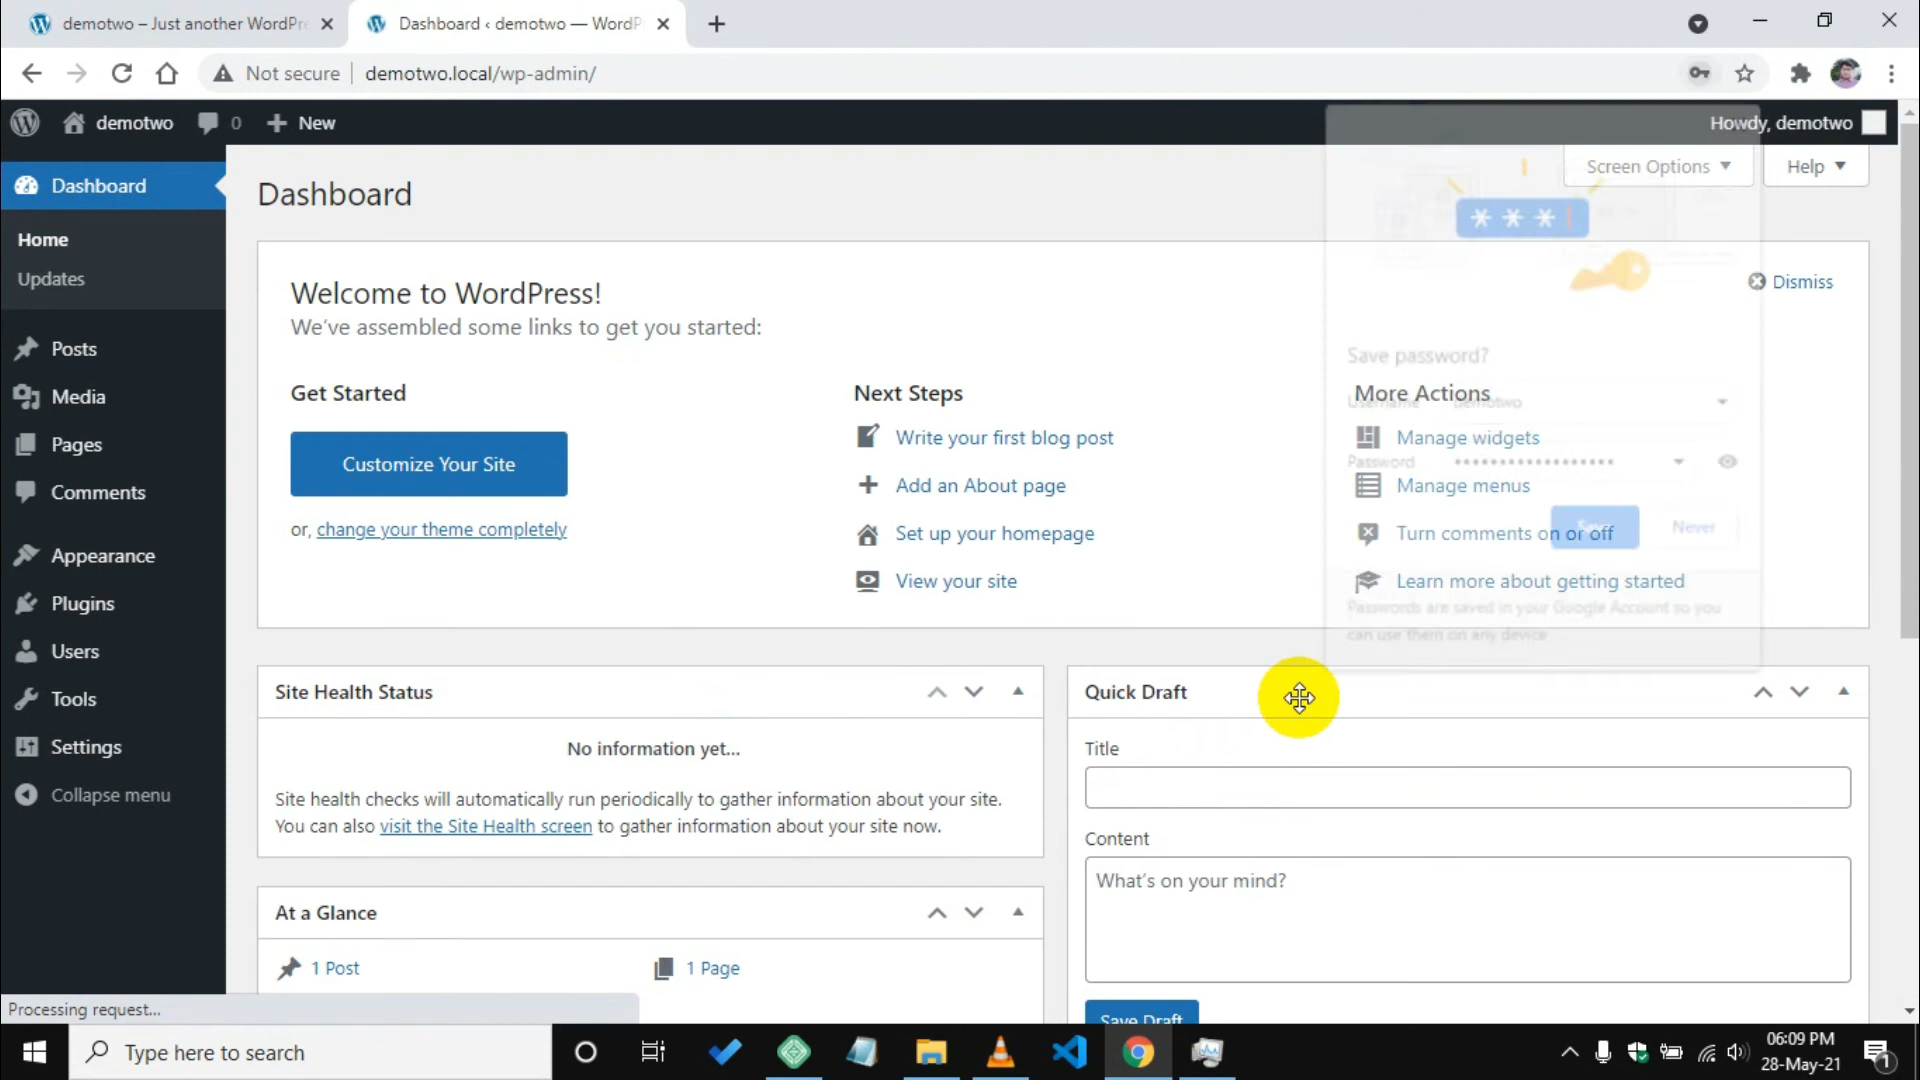 demotwo – Just another WordPre
Dashboard ‹ demotwo — WordP
Not secure
demotwo.local/wp-admin/
demotwo
0
New
Howdy, demotwo
Screen Options
Help
Dashboard
Home
Updates
Posts
Media
Pages
Comments
Appearance
Plugins
Users
Tools
Settings
Collapse menu
Dashboard
Welcome to WordPress!
We've assembled some links to get you started:
Dismiss
Get Started
Customize Your Site
or, change your theme completely
Next Steps
Write your first blog post
Add an About page
Set up your homepage
View your site
More Actions
Manage widgets
Manage menus
Turn comments on or off
Learn more about getting started
* * *
Save password?
Username
demotwo
Password
Never
Passwords are saved in your Google Account so you
can use them on any device
Site Health Status
No information yet...
Site health checks will automatically run periodically to gather information about your site.
You can also visit the Site Health screen to gather information about your site now.
At a Glance
1 Post
1 Page
Quick Draft
Title
Content
What's on your mind?
Save Draft
Processing request...
Type here to search
06:09 PM
28-May-21
1